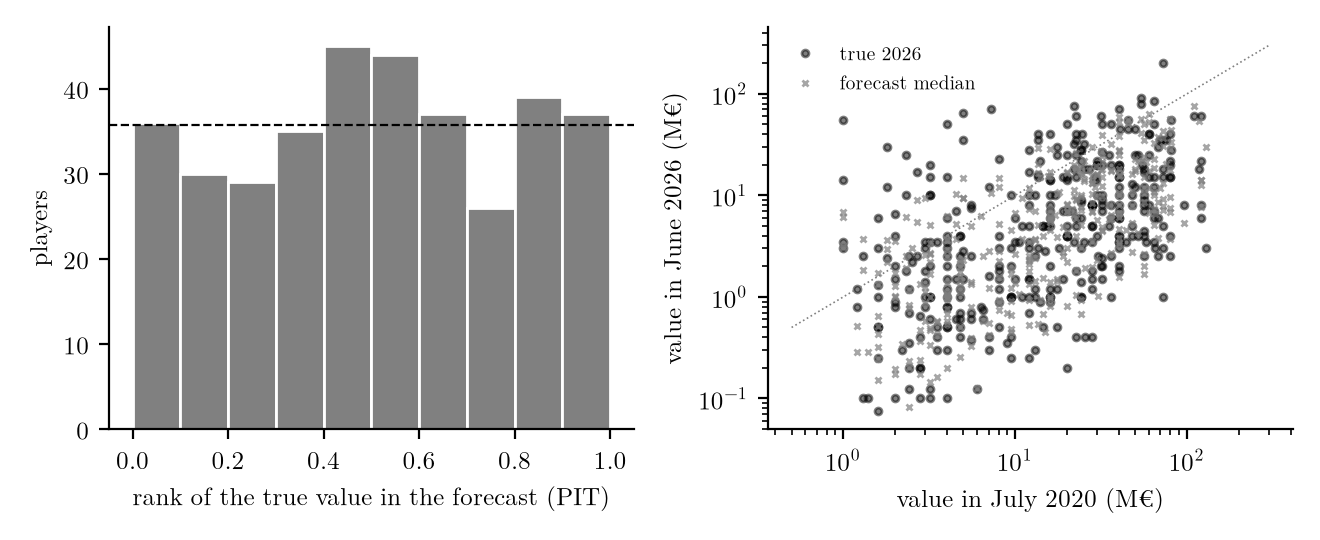 players
40
30
20
10
0
0.0 0.2 0.4 0.6 0.8 1.0
rank of the true value in the forecast (PIT)
value in June 2026 (M€)
true 2026
forecast median
10²
10¹
10⁰
10⁻¹
10⁰ 10¹ 10²
value in July 2020 (M€)